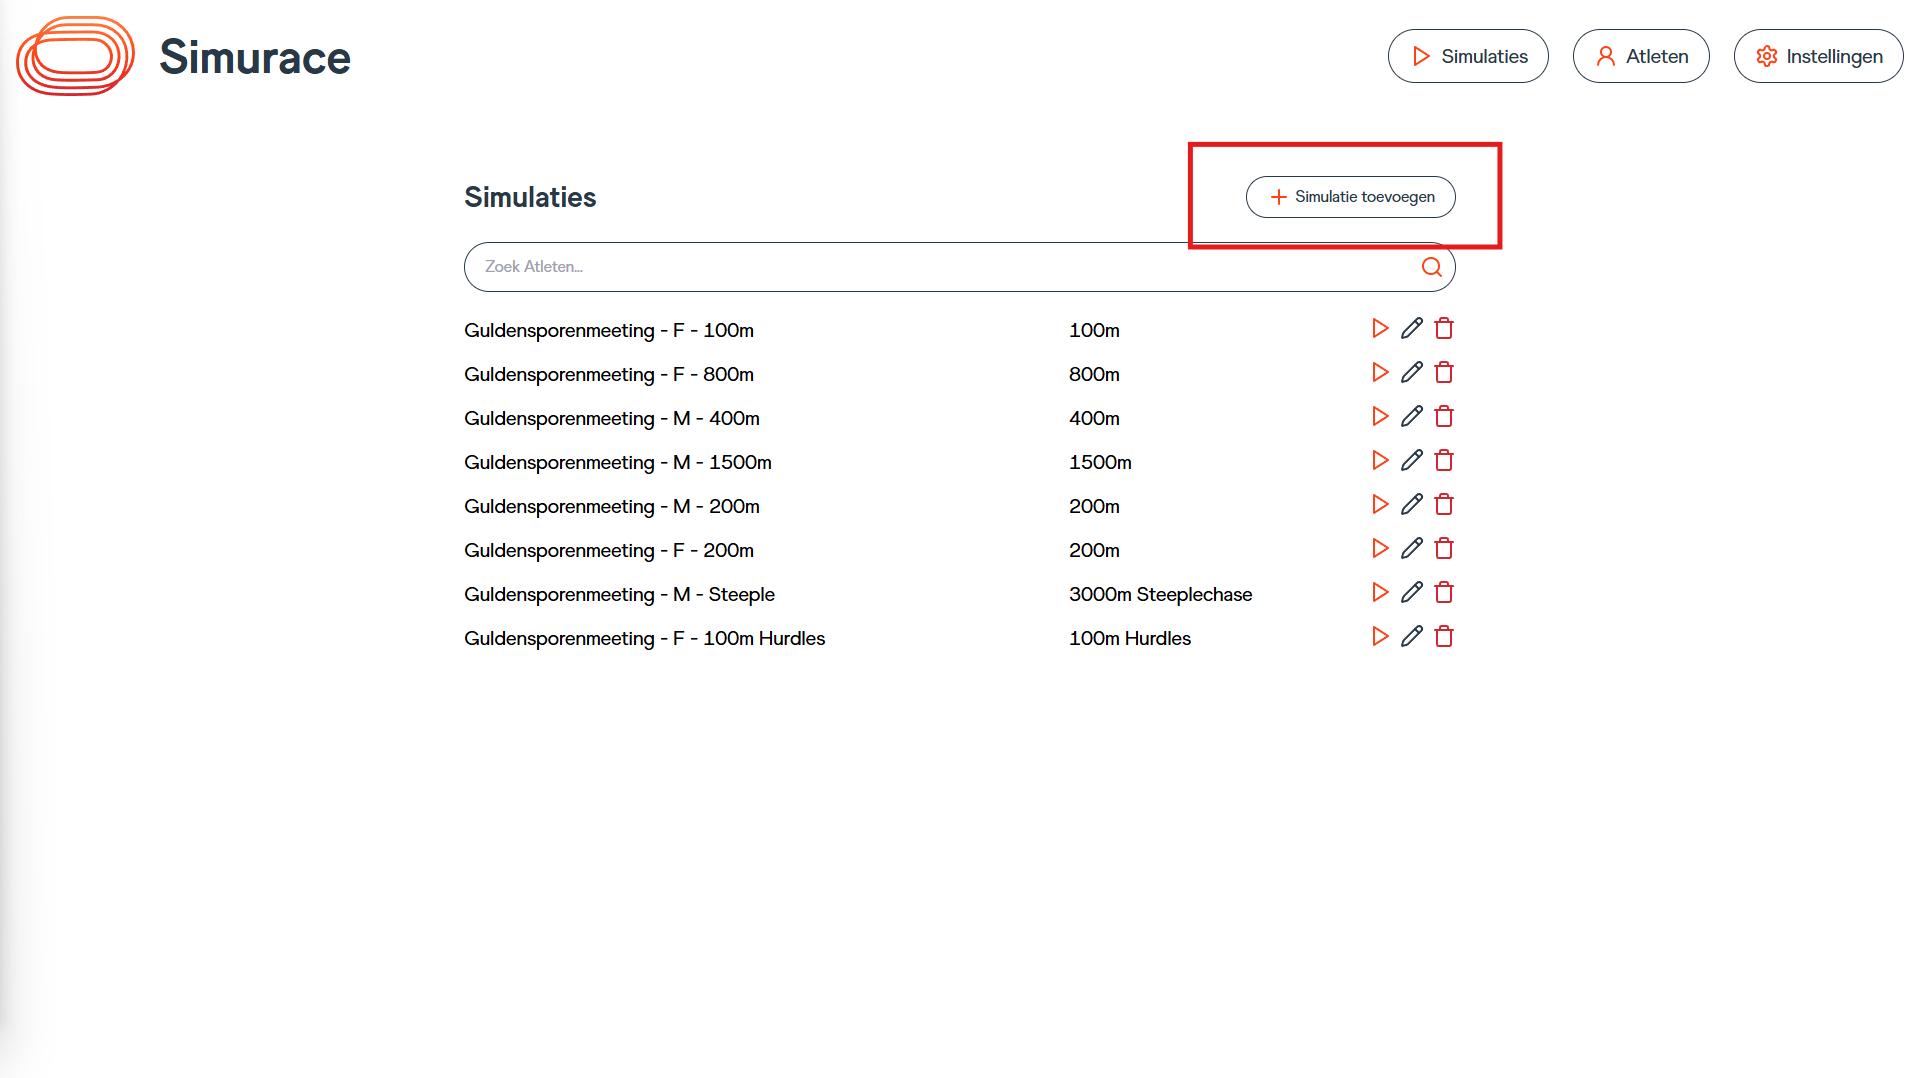 Simurace
Simulaties
Atleten
Instellingen
Simulaties
Simulatie toevoegen
Zoek Atleten...
Guldensporenmeeting - F - 100m 100m
Guldensporenmeeting - F - 800m 800m
Guldensporenmeeting - M - 400m 400m
Guldensporenmeeting - M - 1500m 1500m
Guldensporenmeeting - M - 200m 200m
Guldensporenmeeting - F - 200m 200m
Guldensporenmeeting - M - Steeple 3000m Steeplechase
Guldensporenmeeting - F - 100m Hurdles 100m Hurdles